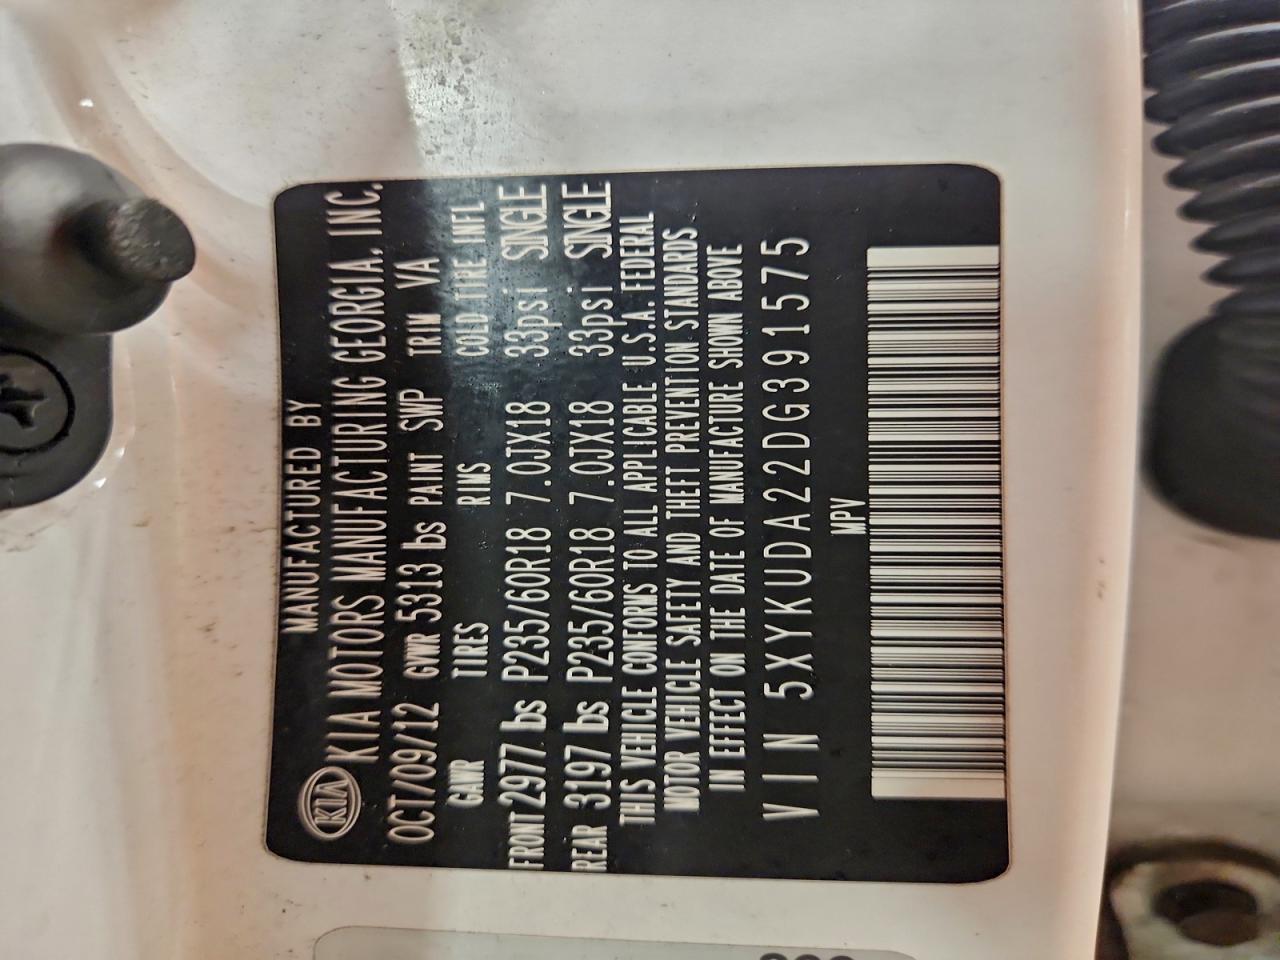 MANUFACTURED BY
KIA KIA MOTORS MANUFACTURING GEORGIA, INC.
OCT/09/12 GVWR 5313 lbs PAINT SWP TRIM VA
GAWR TIRES RIMS COLD TIRE INFL
FRONT 2977 lbs P235/60R18 7.0JX18 33psi SINGLE
REAR 3197 lbs P235/60R18 7.0JX18 33psi SINGLE
THIS VEHICLE CONFORMS TO ALL APPLICABLE U.S.A. FEDERAL
MOTOR VEHICLE SAFETY AND THEFT PREVENTION STANDARDS
IN EFFECT ON THE DATE OF MANUFACTURE SHOWN ABOVE
VIN 5XYKUDA22DG391575
MPV